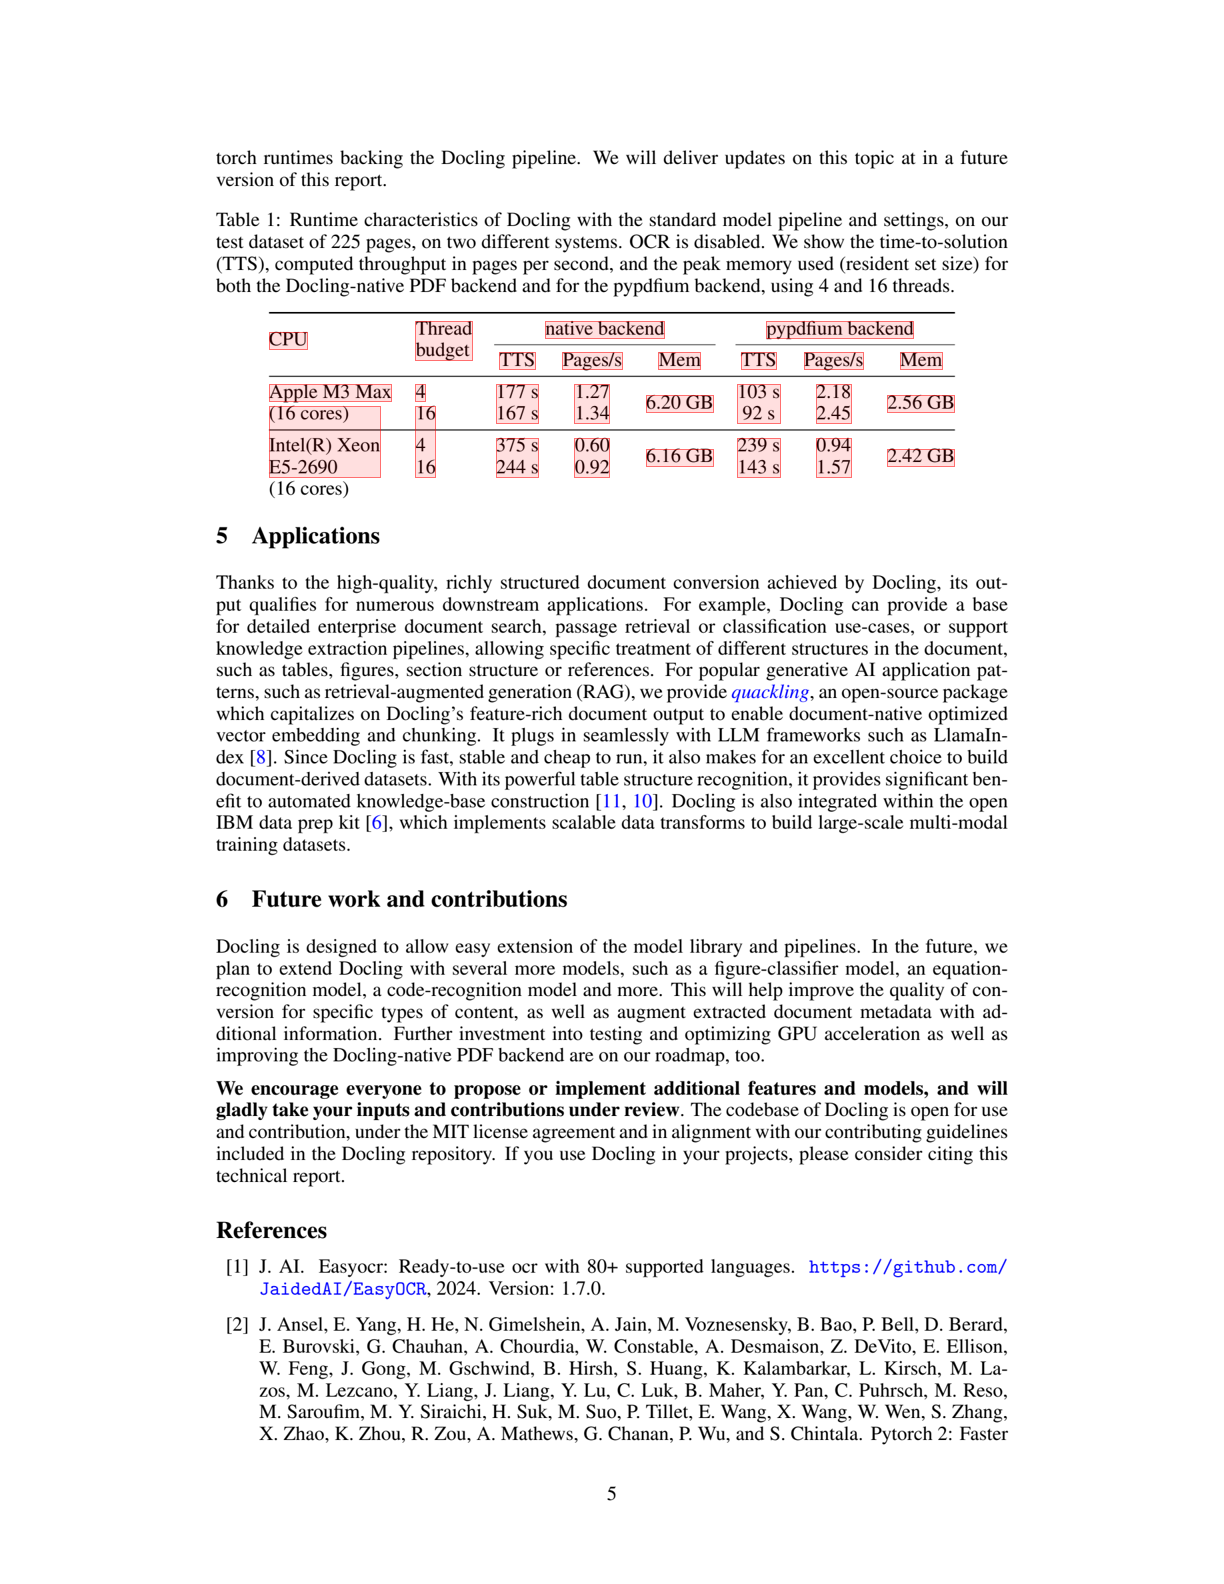 torch runtimes backing the Docling pipeline. We will deliver updates on this topic at in a future
version of this report.
Table 1: Runtime characteristics of Docling with the standard model pipeline and settings, on our
test dataset of 225 pages, on two different systems. OCR is disabled. We show the time-to-solution
(TTS), computed throughput in pages per second, and the peak memory used (resident set size) for
both the Docling-native PDF backend and for the pypdfium backend, using 4 and 16 threads.
CPU Thread budget native backend pypdfium backend
TTS Pages/s Mem TTS Pages/s Mem
Apple M3 Max 4 177 s 1.27 6.20 GB 103 s 2.18 2.56 GB
(16 cores) 16 167 s 1.34 92 s 2.45
Intel(R) Xeon 4 375 s 0.60 6.16 GB 239 s 0.94 2.42 GB
E5-2690 16 244 s 0.92 143 s 1.57
(16 cores)
5 Applications
Thanks to the high-quality, richly structured document conversion achieved by Docling, its out-
put qualifies for numerous downstream applications. For example, Docling can provide a base
for detailed enterprise document search, passage retrieval or classification use-cases, or support
knowledge extraction pipelines, allowing specific treatment of different structures in the document,
such as tables, figures, section structure or references. For popular generative AI application pat-
terns, such as retrieval-augmented generation (RAG), we provide quackling, an open-source package
which capitalizes on Docling's feature-rich document output to enable document-native optimized
vector embedding and chunking. It plugs in seamlessly with LLM frameworks such as LlamaIn-
dex [8]. Since Docling is fast, stable and cheap to run, it also makes for an excellent choice to build
document-derived datasets. With its powerful table structure recognition, it provides significant ben-
efit to automated knowledge-base construction [11, 10]. Docling is also integrated within the open
IBM data prep kit [6], which implements scalable data transforms to build large-scale multi-modal
training datasets.
6 Future work and contributions
Docling is designed to allow easy extension of the model library and pipelines. In the future, we
plan to extend Docling with several more models, such as a figure-classifier model, an equation-
recognition model, a code-recognition model and more. This will help improve the quality of con-
version for specific types of content, as well as augment extracted document metadata with ad-
ditional information. Further investment into testing and optimizing GPU acceleration as well as
improving the Docling-native PDF backend are on our roadmap, too.
We encourage everyone to propose or implement additional features and models, and will
gladly take your inputs and contributions under review. The codebase of Docling is open for use
and contribution, under the MIT license agreement and in alignment with our contributing guidelines
included in the Docling repository. If you use Docling in your projects, please consider citing this
technical report.
References
[1] J. AI. Easyocr: Ready-to-use ocr with 80+ supported languages. https://github.com/
JaidedAI/EasyOCR, 2024. Version: 1.7.0.
[2] J. Ansel, E. Yang, H. He, N. Gimelshein, A. Jain, M. Voznesensky, B. Bao, P. Bell, D. Berard,
E. Burovski, G. Chauhan, A. Chourdia, W. Constable, A. Desmaison, Z. DeVito, E. Ellison,
W. Feng, J. Gong, M. Gschwind, B. Hirsh, S. Huang, K. Kalambarkar, L. Kirsch, M. La-
zos, M. Lezcano, Y. Liang, J. Liang, Y. Lu, C. Luk, B. Maher, Y. Pan, C. Puhrsch, M. Reso,
M. Saroufim, M. Y. Siraichi, H. Suk, M. Suo, P. Tillet, E. Wang, X. Wang, W. Wen, S. Zhang,
X. Zhao, K. Zhou, R. Zou, A. Mathews, G. Chanan, P. Wu, and S. Chintala. Pytorch 2: Faster
5